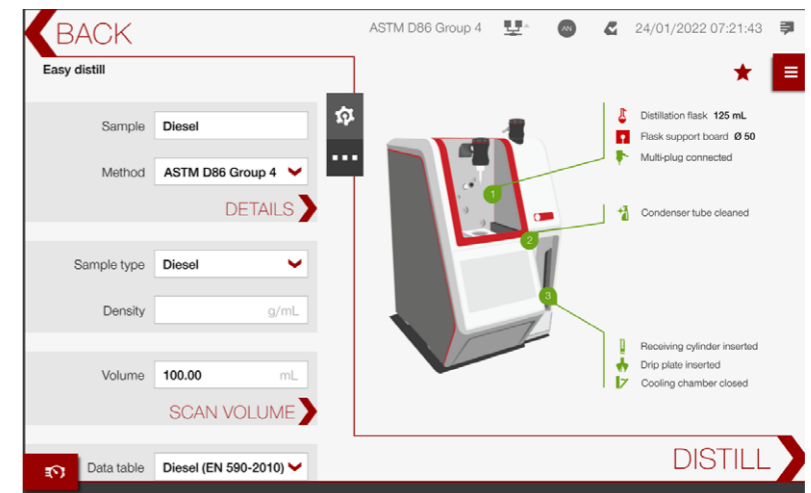 BACK
ASTM D86 Group 4
AN
24/01/2022 07:21:43
Easy distill
Sample
Diesel
Method
ASTM D86 Group 4
DETAILS
Sample type
Diesel
Density
g/mL
Volume
100.00
mL
SCAN VOLUME
Data table
Diesel (EN 590-2010)
1
2
3
Distillation flask 125 mL
Flask support board Ø 50
Multi-plug connected
Condenser tube cleaned
Receiving cylinder inserted
Drip plate inserted
Cooling chamber closed
DISTILL